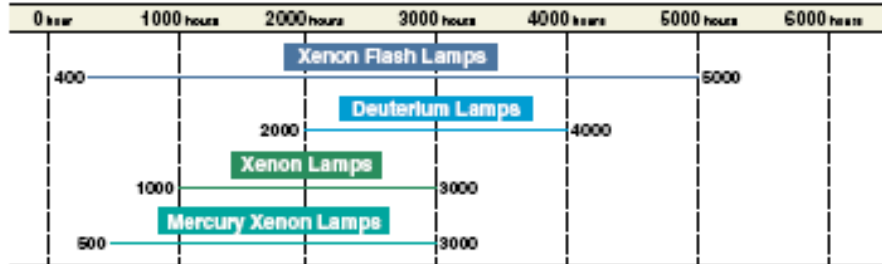 0 hour 1000 hours 2000 hours 3000 hours 4000 hours 5000 hours 6000 hours
Xenon Flash Lamps
400 5000
Deuterium Lamps
2000 4000
Xenon Lamps
1000 3000
Mercury Xenon Lamps
500 3000